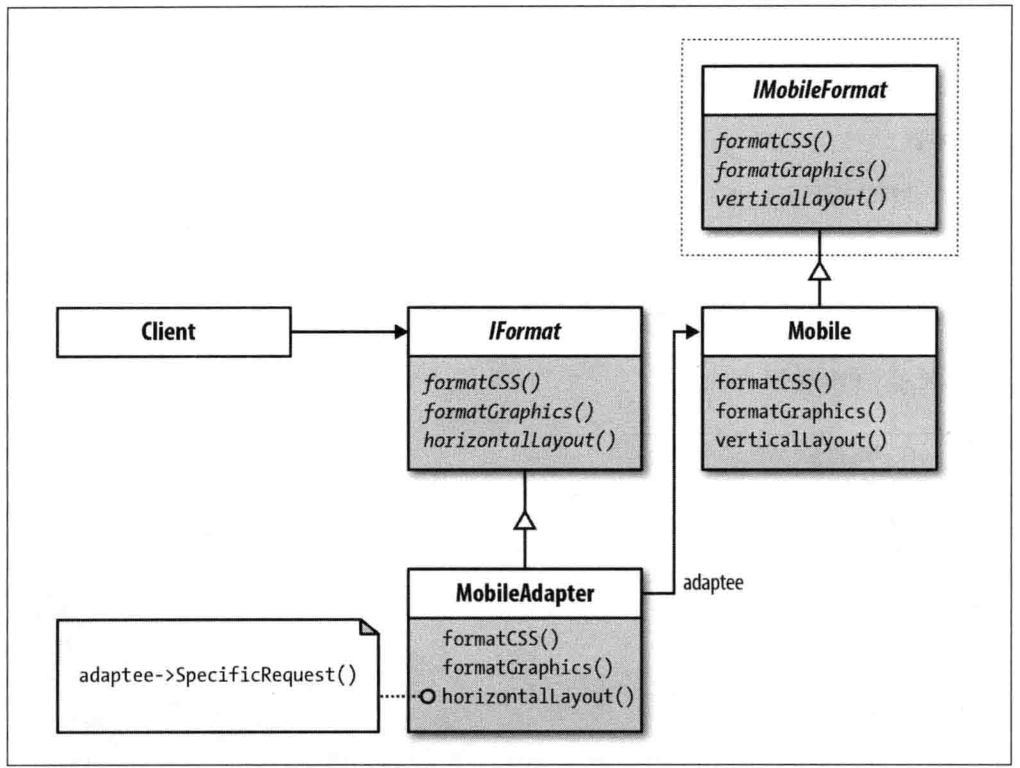 IMobileFormat
formatCSS()
formatGraphics()
verticalLayout()
Client
IFormat
formatCSS()
formatGraphics()
horizontalLayout()
Mobile
formatCSS()
formatGraphics()
verticalLayout()
MobileAdapter
formatCSS()
formatGraphics()
horizontalLayout()
adaptee
adaptee->SpecificRequest()